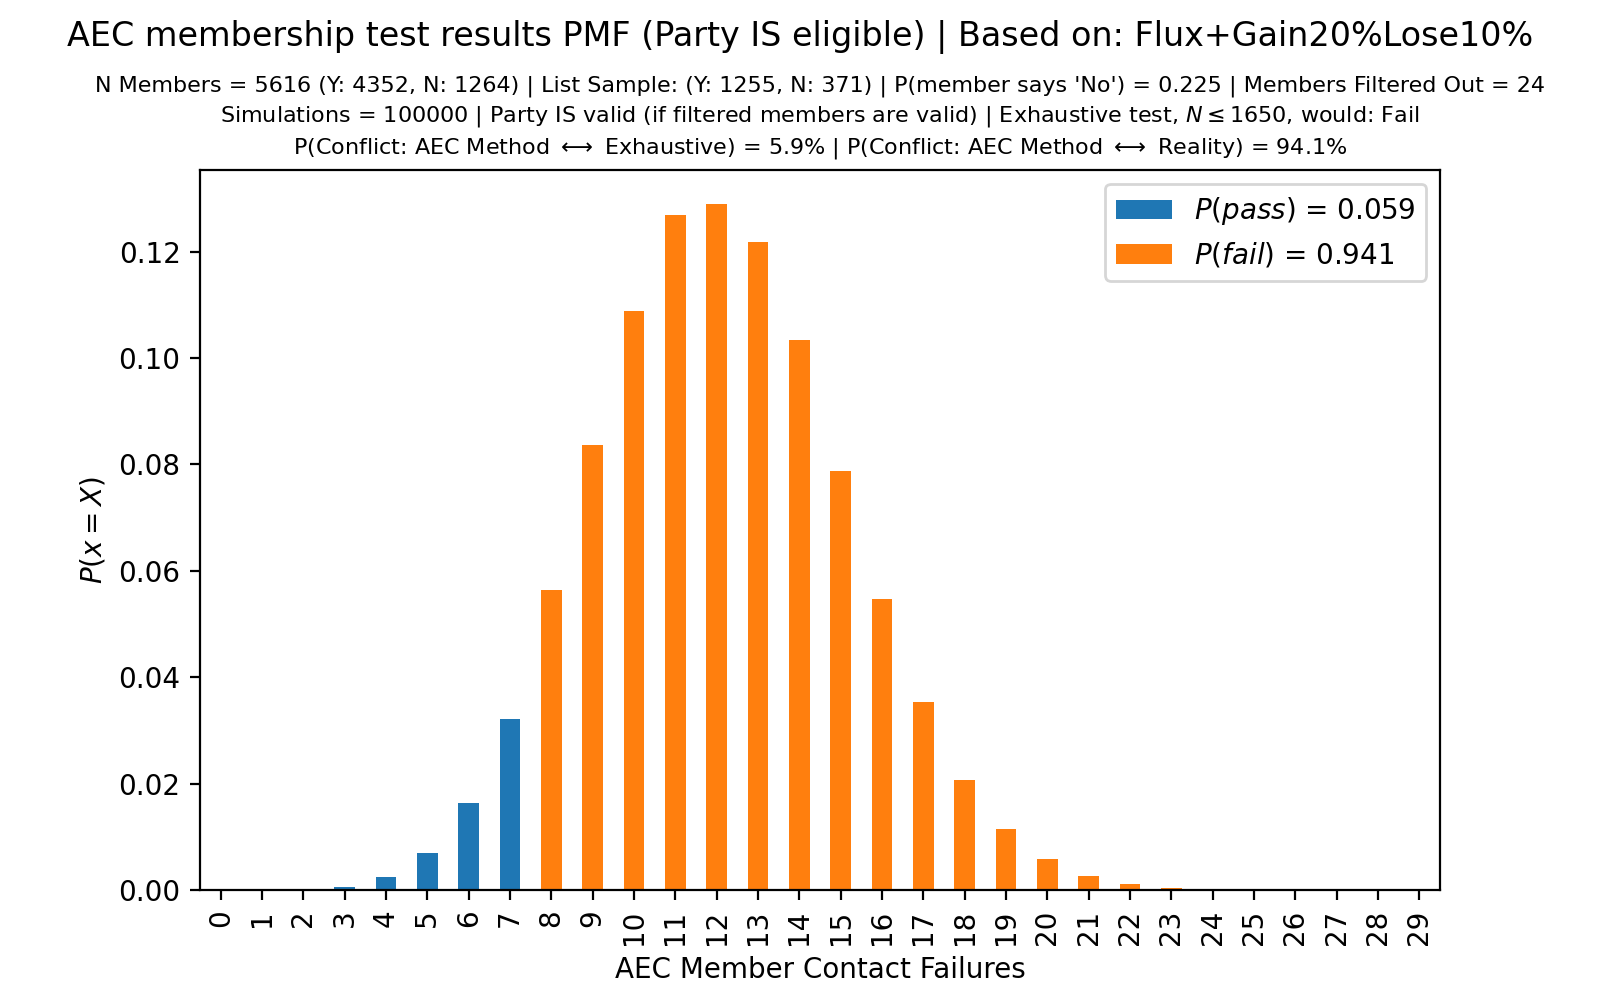 AEC membership test results PMF (Party IS eligible) | Based on: Flux+Gain20%Lose10%
N Members = 5616 (Y: 4352, N: 1264) | List Sample: (Y: 1255, N: 371) | P(member says 'No') = 0.225 | Members Filtered Out = 24
Simulations = 100000 | Party IS valid (if filtered members are valid) | Exhaustive test, N ≤ 1650, would: Fail
P(Conflict: AEC Method ⟷ Exhaustive) = 5.9% | P(Conflict: AEC Method ⟷ Reality) = 94.1%
P(pass) = 0.059
P(fail) = 0.941
0.12
0.10
0.08
0.06
0.04
0.02
0.00
P(x = X)
0 1 2 3 4 5 6 7 8 9 10 11 12 13 14 15 16 17 18 19 20 21 22 23 24 25 26 27 28 29
AEC Member Contact Failures